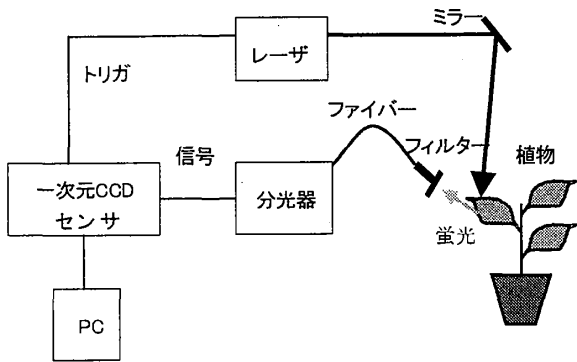 ミラー
レーザ
トリガ
ファイバー
フィルター
植物
信号
一次元CCD
センサ
分光器
蛍光
PC